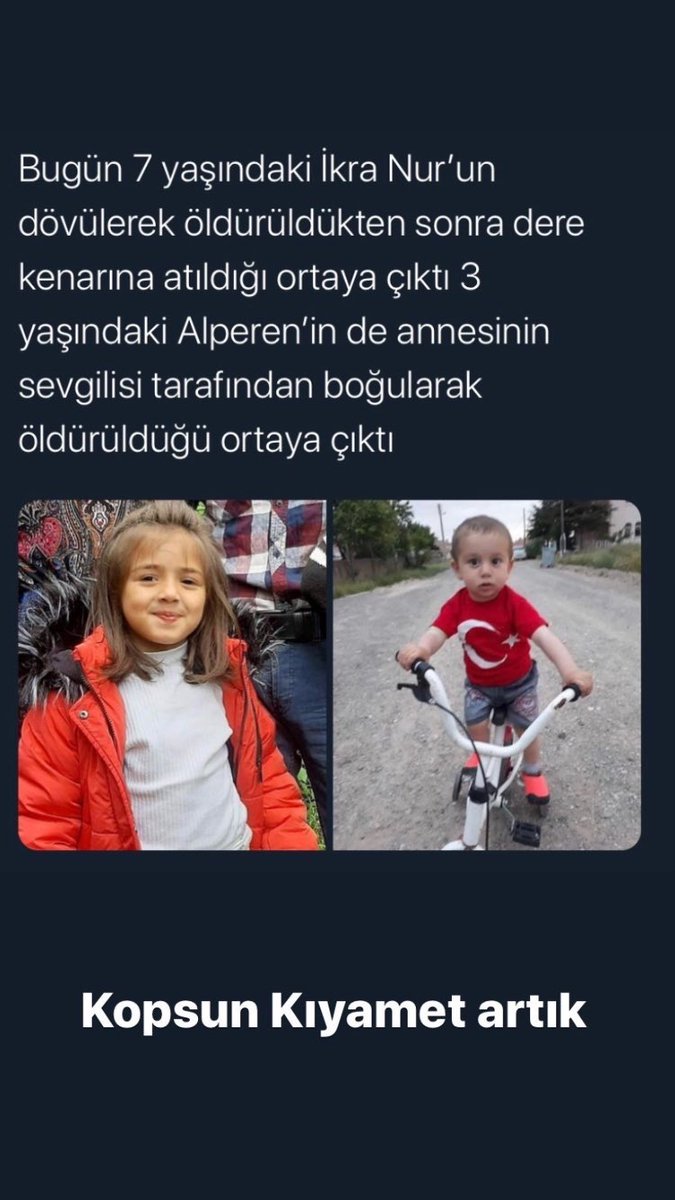 Bugün 7 yaşındaki İkra Nur’un
dövülerek öldürüldükten sonra dere
kenarına atıldığı ortaya çıktı 3
yaşındaki Alperen’in de annesinin
sevgilisi tarafından boğularak
öldürüldüğü ortaya çıktı
Kopsun Kıyamet artık